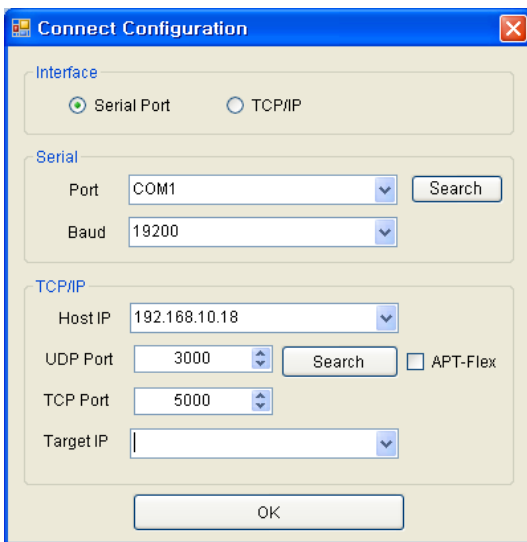 Connect Configuration
Interface
Serial Port TCP/IP
Serial
Port COM1 Search
Baud 19200
TCP/IP
Host IP 192.168.10.18
UDP Port 3000 Search APT-Flex
TCP Port 5000
Target IP
OK